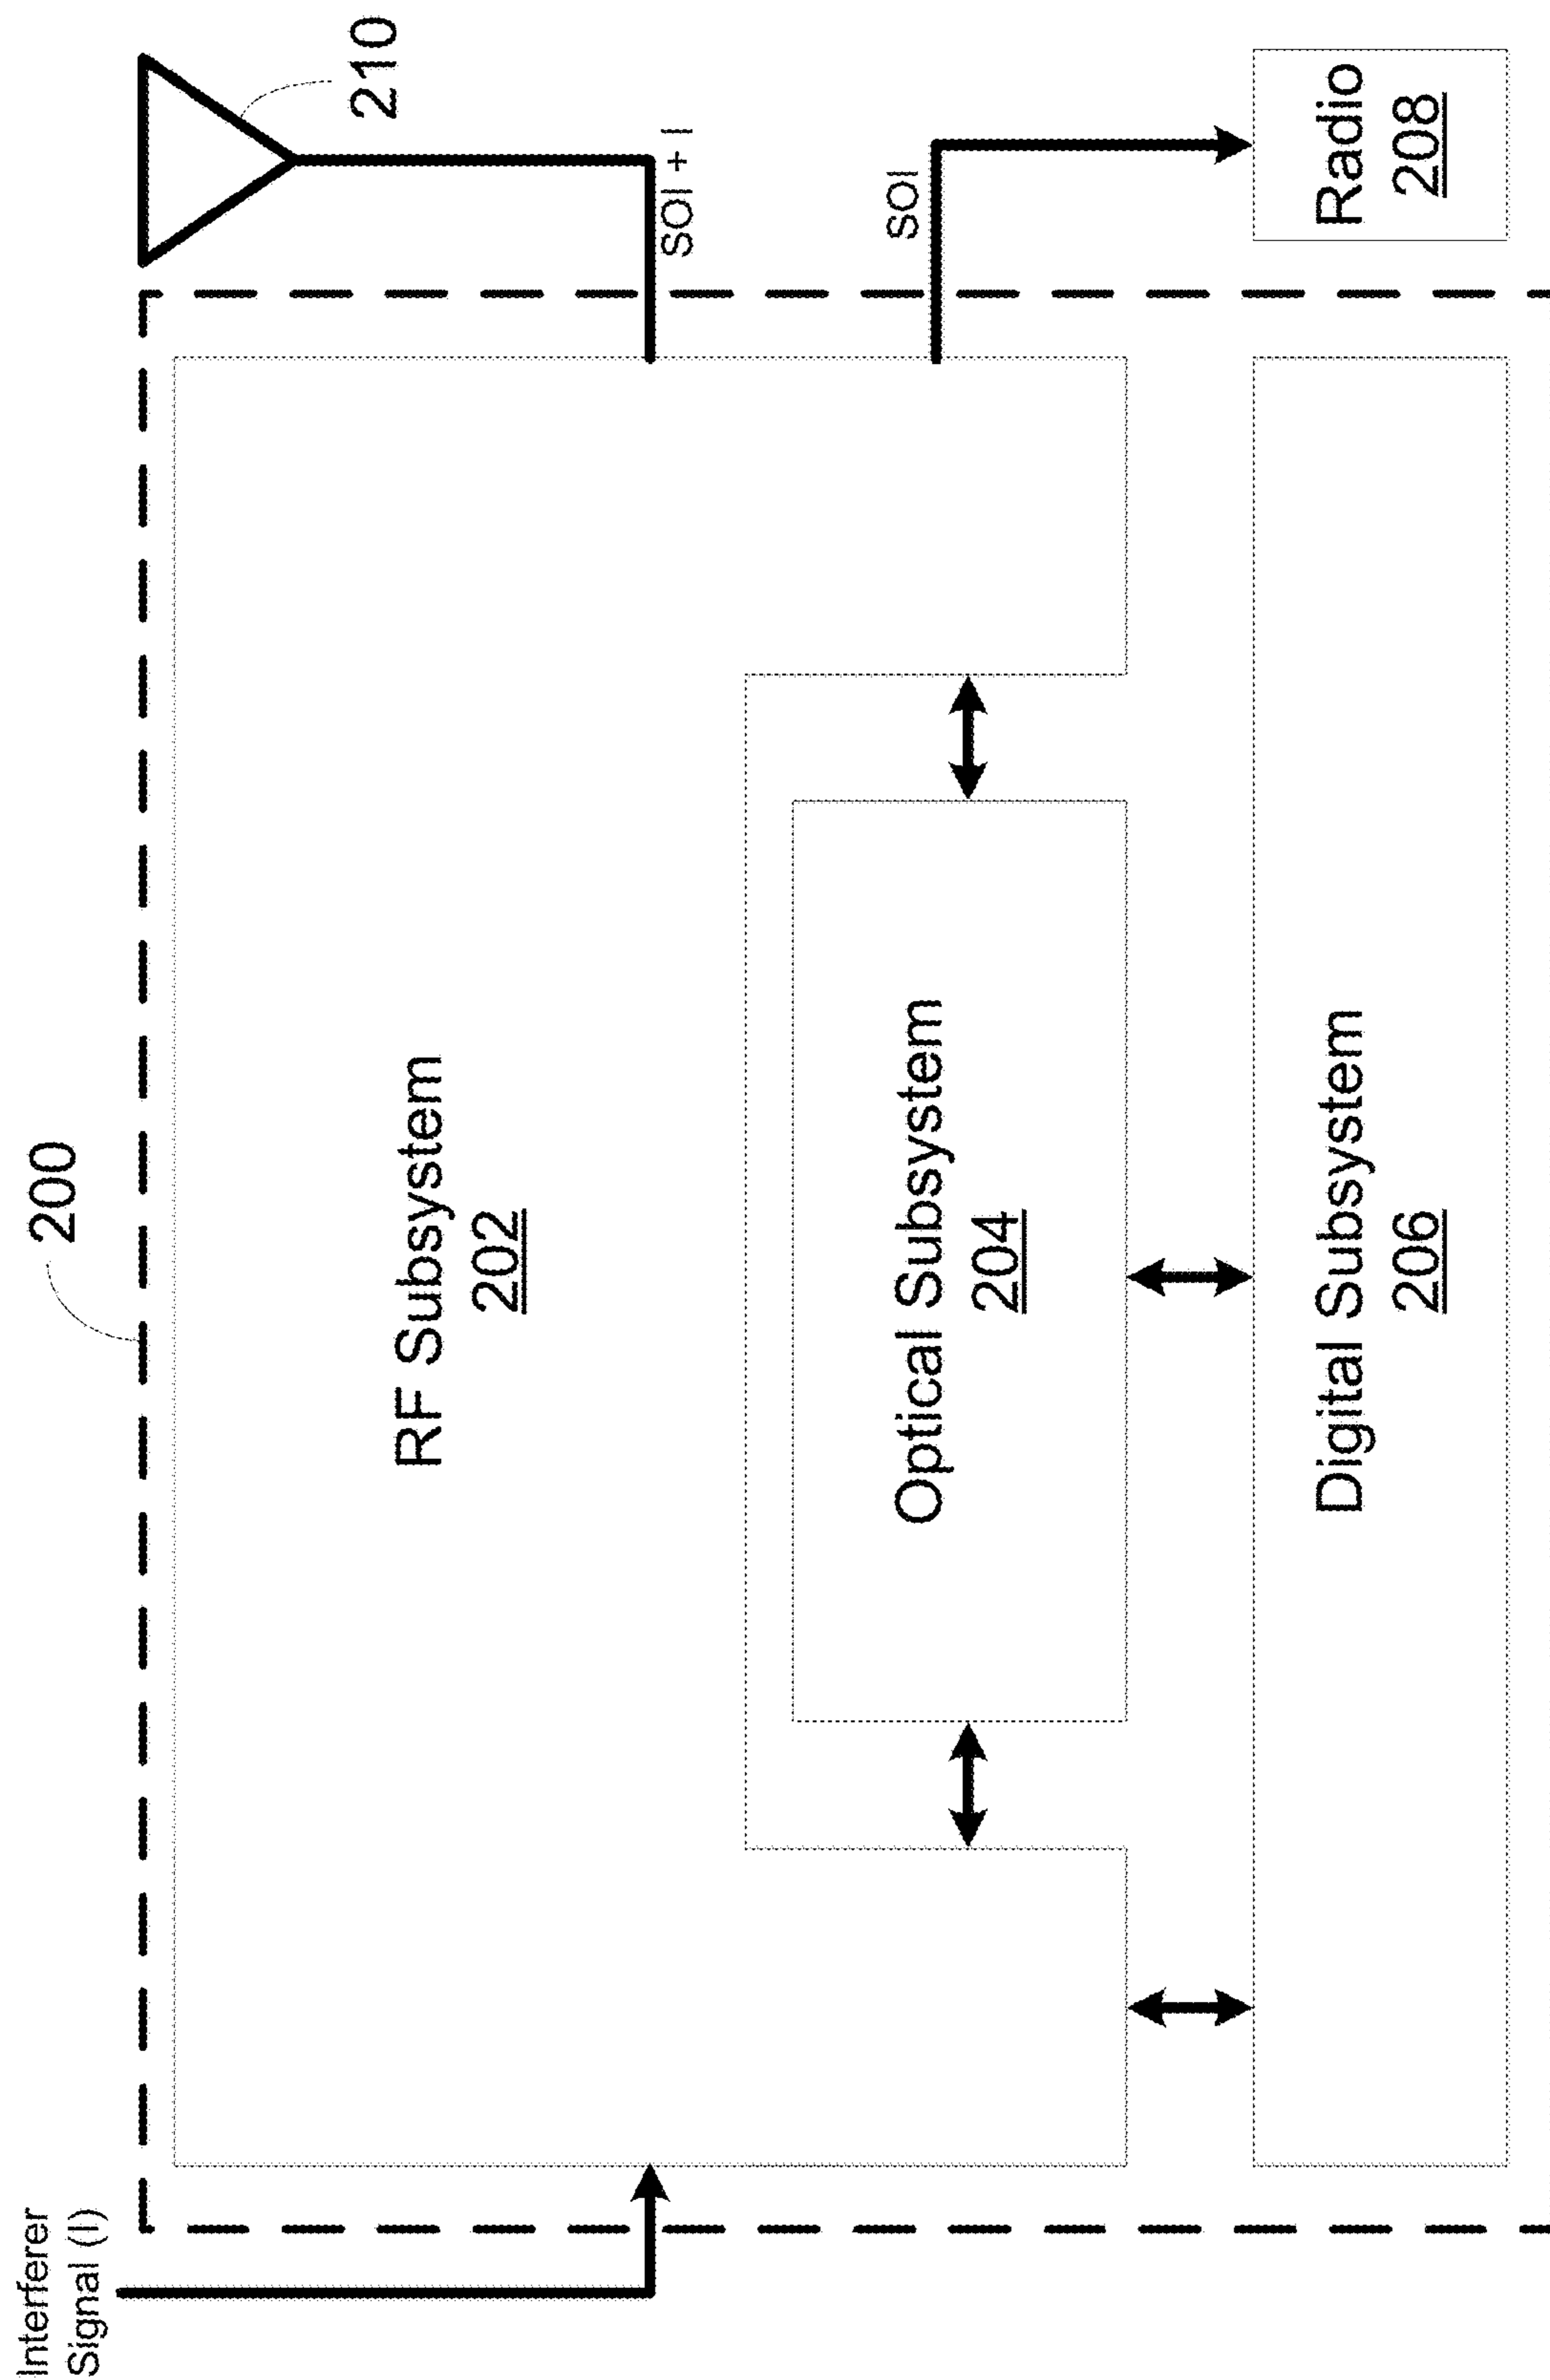 200
Interferer
Signal (I)
RF Subsystem
202
210
SOI + I
SOI
Optical Subsystem
204
Digital Subsystem
206
Radio
208